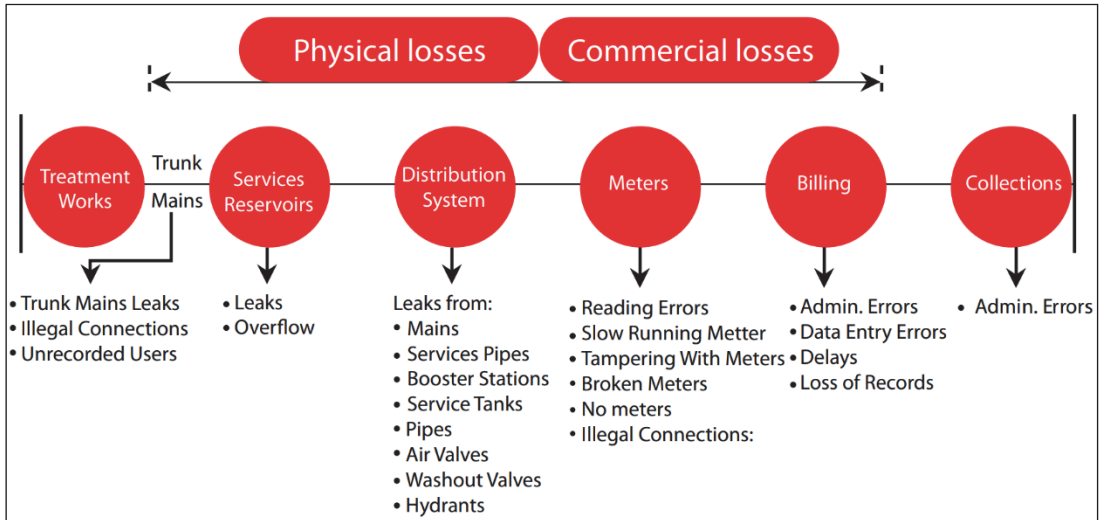 Physical losses
Commercial losses
Treatment
Works
Trunk
Mains
Services
Reservoirs
Distribution
System
Meters
Billing
Collections
• Trunk Mains Leaks
• Illegal Connections
• Unrecorded Users
• Leaks
• Overflow
Leaks from:
• Mains
• Services Pipes
• Booster Stations
• Service Tanks
• Pipes
• Air Valves
• Washout Valves
• Hydrants
• Reading Errors
• Slow Running Metter
• Tampering With Meters
• Broken Meters
• No meters
• Illegal Connections:
• Admin. Errors
• Data Entry Errors
• Delays
• Loss of Records
• Admin. Errors